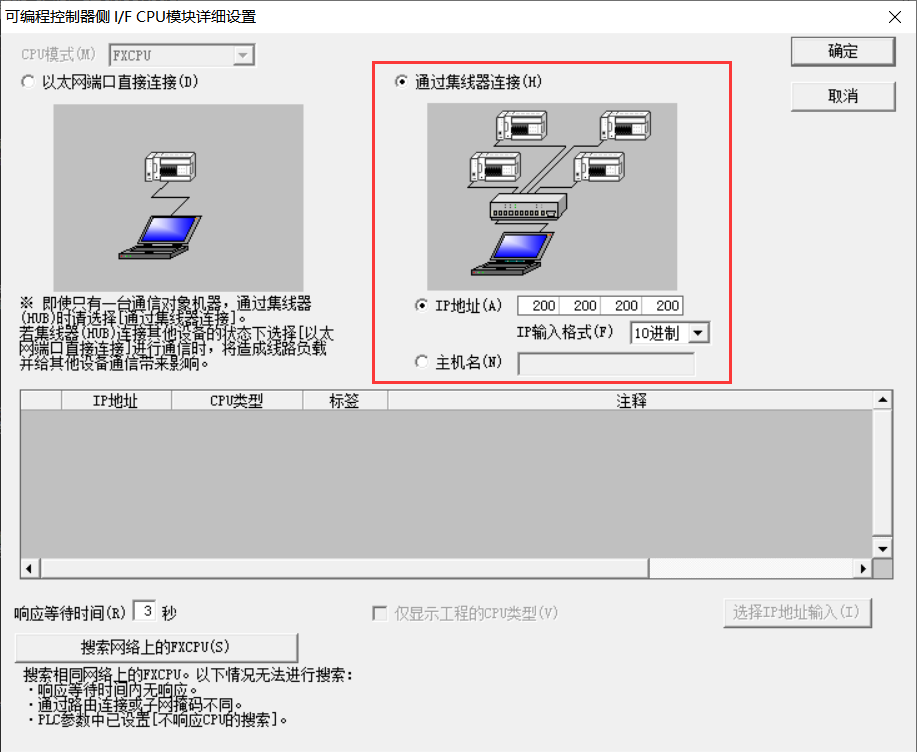 可编程控制器侧 I/F CPU模块详细设置
CPU模式(M) FXCPU
确定
以太网端口直接连接(D)
通过集线器连接(H)
取消
※ 即使只有一台通信对象机器，通过集线器
(HUB)时请选择[通过集线器连接]。
若集线器(HUB)连接其他设备的状态下选择[以太
网端口直接连接]进行通信时，将造成线路负载
并给其他设备通信带来影响。
IP地址(A) 200 200 200 200
IP输入格式(F) 10进制
主机名(N)
IP地址 CPU类型 标签 注释
响应等待时间(R) 3 秒
仅显示工程的CPU类型(V)
选择IP地址输入(I)
搜索网络上的FXCPU(S)
搜索相同网络上的FXCPU。以下情况无法进行搜索：
·响应等待时间内无响应。
·通过路由连接或子网掩码不同。
·PLC参数中已设置[不响应CPU的搜索]。